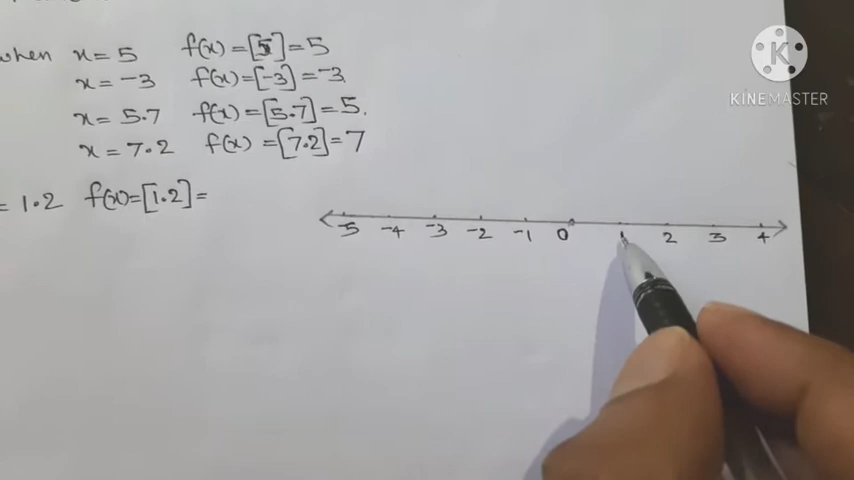 when x = 5 f(x) = [5] = 5
x = -3 f(x) = [-3] = -3
x = 5.7 f(x) = [5.7] = 5.
x = 7.2 f(x) = [7.2] = 7
= 1.2 f(x) = [1.2] =
-5 -4 -3 -2 -1 0 1 2 3 4
KINEMASTER